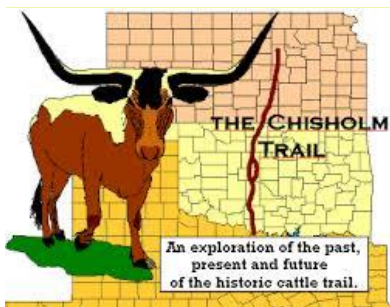 THE CHISHOLM
TRAIL
An exploration of the past,
present and future
of the historic cattle trail.